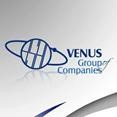 VENUS
Group of
Companies